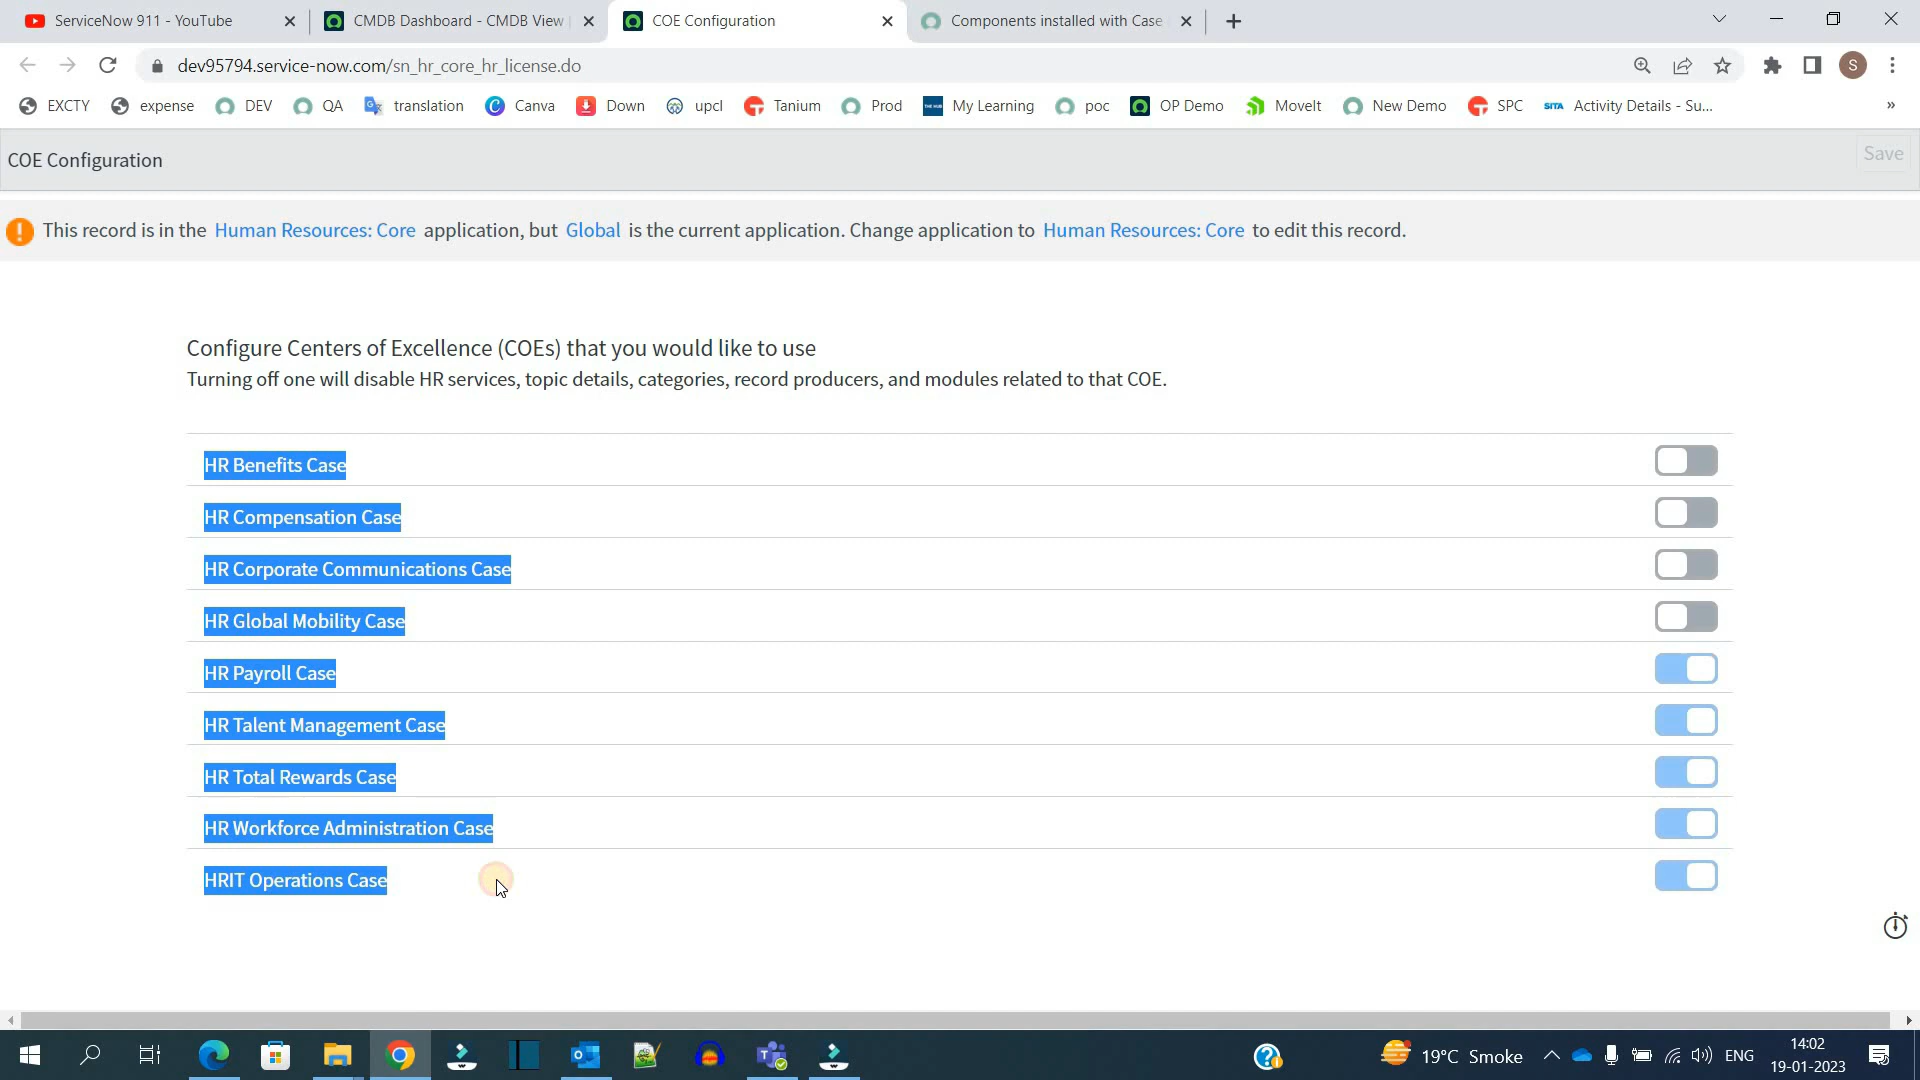 ServiceNow 911 - YouTube
CMDB Dashboard - CMDB View
COE Configuration
Components installed with Case
dev95794.service-now.com/sn_hr_core_hr_license.do
S
EXCTY expense DEV QA translation Canva Down upcl Tanium Prod My Learning poc OP Demo MoveIt New Demo SPC SITA Activity Details - Su... »
COE Configuration
Save
This record is in the Human Resources: Core application, but Global is the current application. Change application to Human Resources: Core to edit this record.
Configure Centers of Excellence (COEs) that you would like to use
Turning off one will disable HR services, topic details, categories, record producers, and modules related to that COE.
HR Benefits Case
HR Compensation Case
HR Corporate Communications Case
HR Global Mobility Case
HR Payroll Case
HR Talent Management Case
HR Total Rewards Case
HR Workforce Administration Case
HRIT Operations Case
19°C Smoke
ENG
14:02
19-01-2023